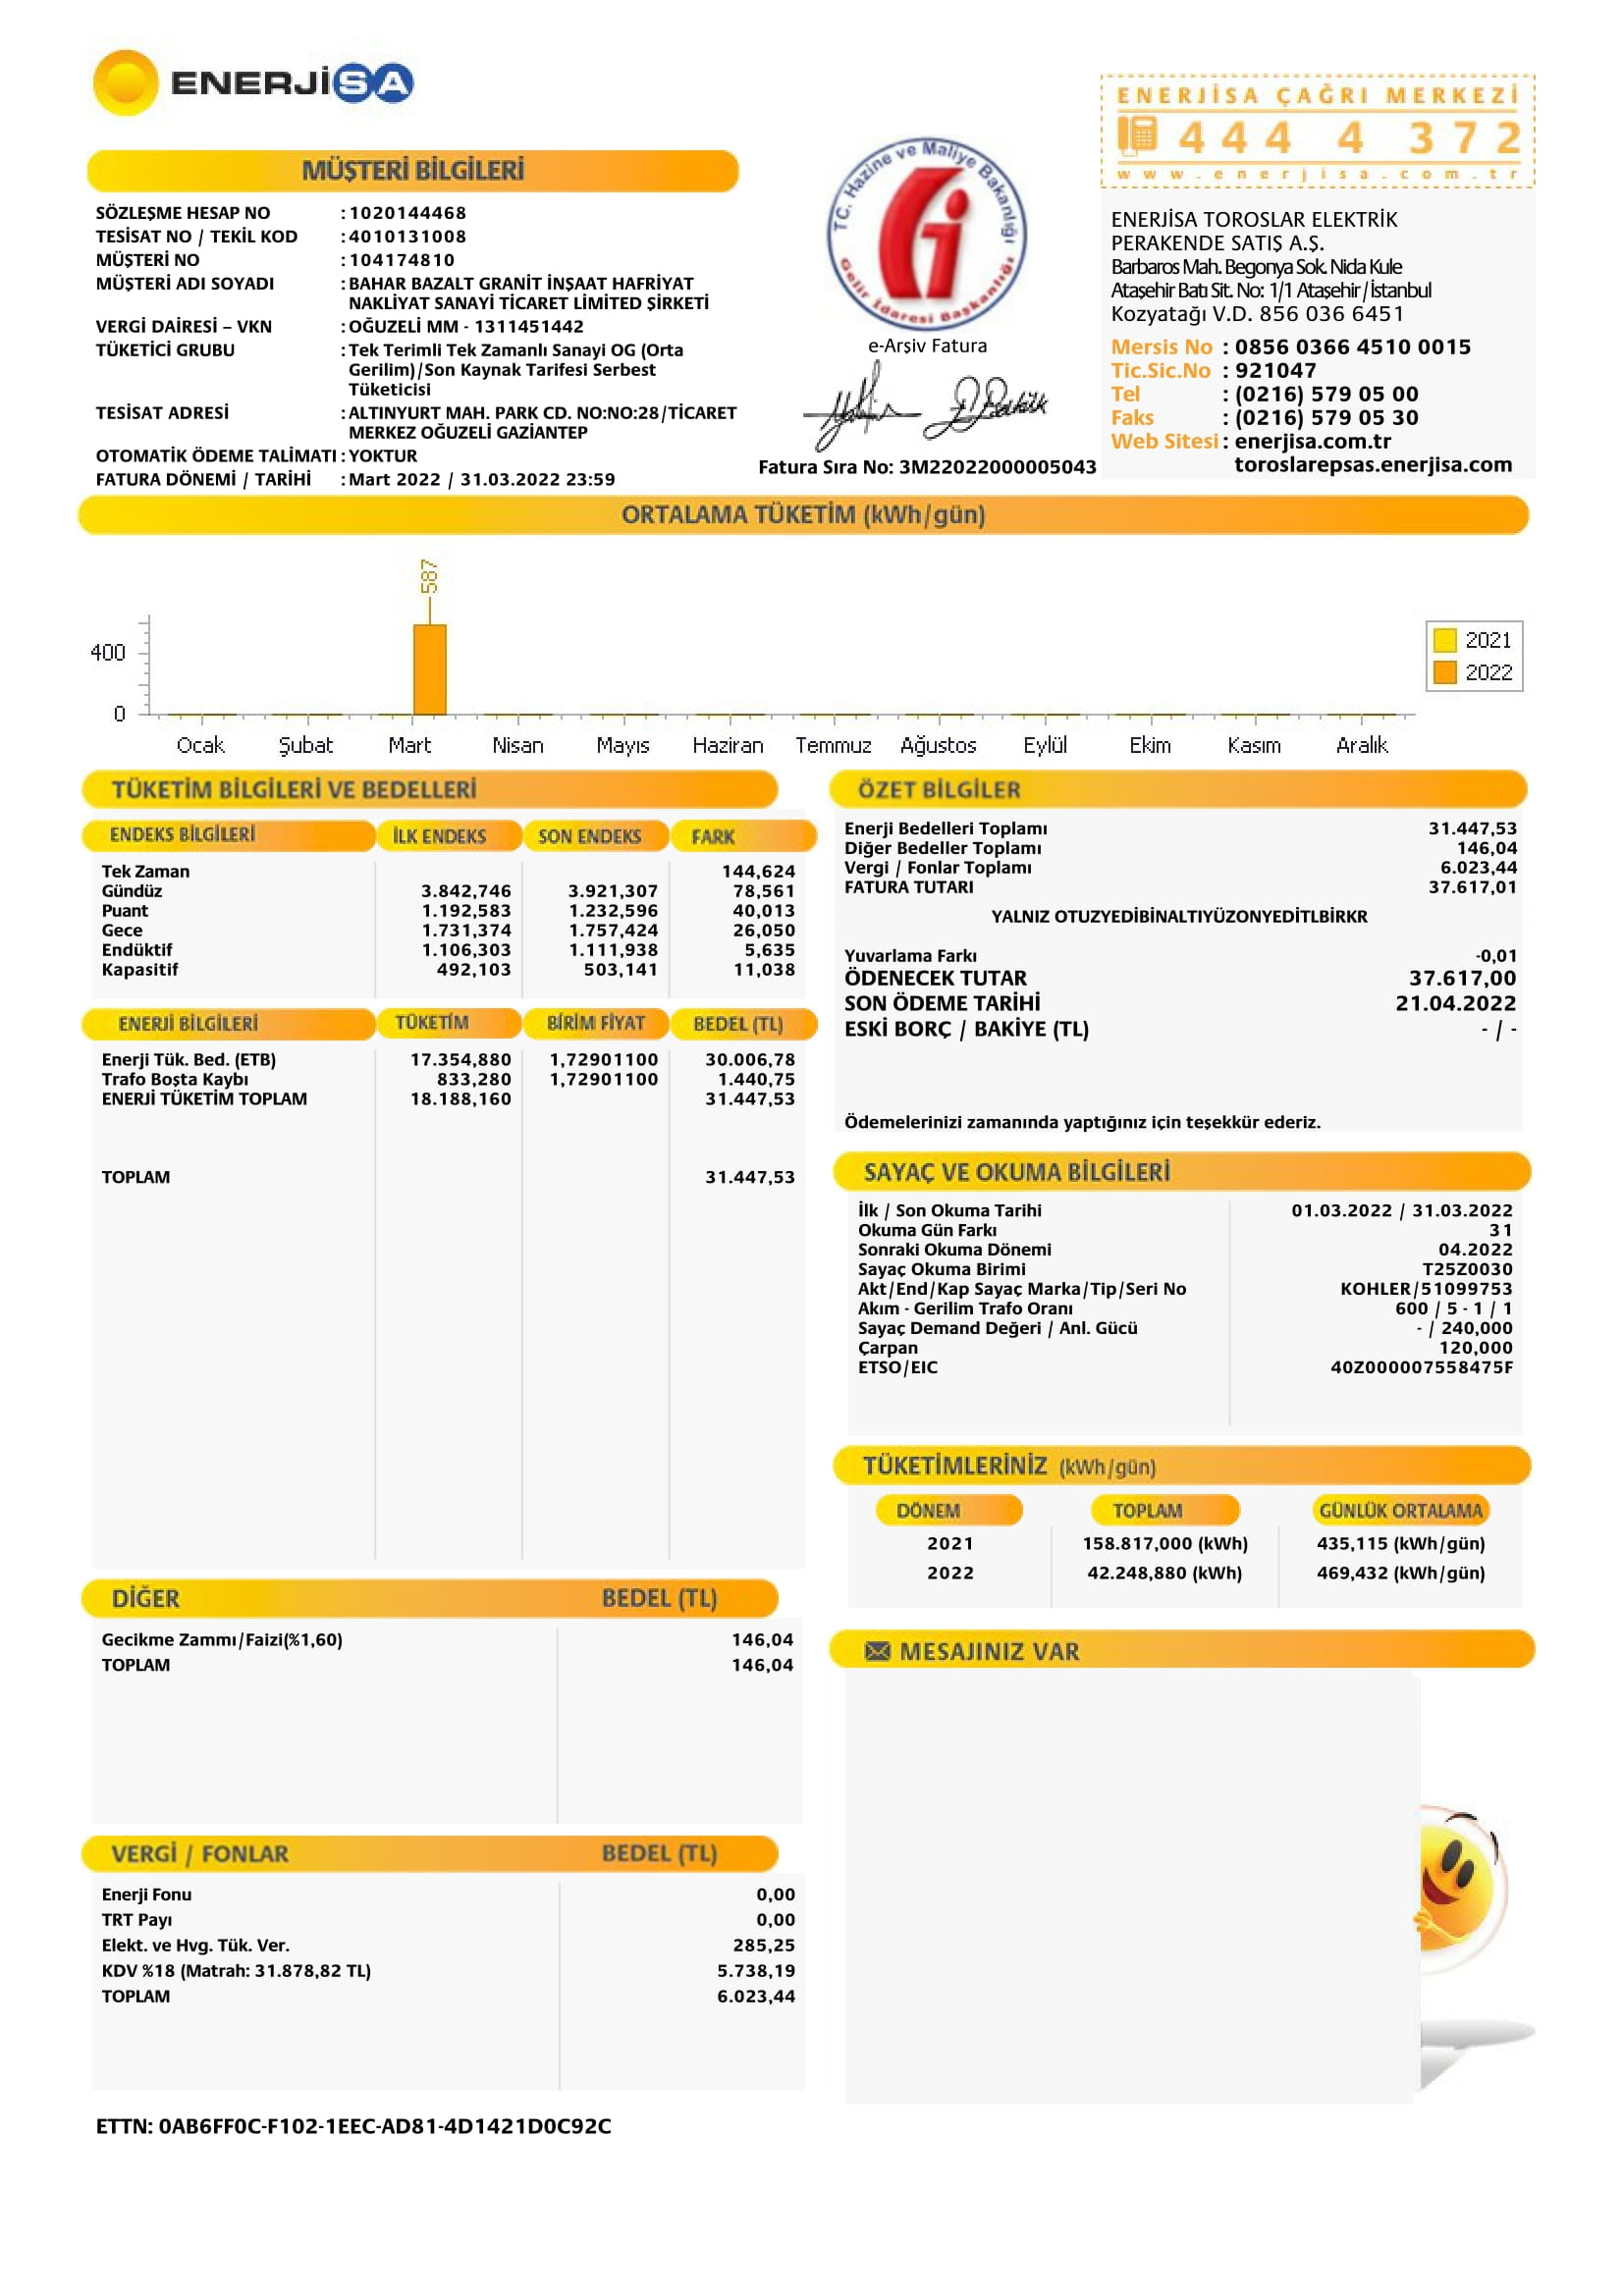 ENERJİSA
MÜŞTERİ BİLGİLERİ
SÖZLEŞME HESAP NO : 1020144468
TESİSAT NO / TEKİL KOD : 4010131008
MÜŞTERİ NO : 104174810
MÜŞTERİ ADI SOYADI : BAHAR BAZALT GRANİT İNŞAAT HAFRİYAT
NAKLİYAT SANAYİ TİCARET LİMİTED ŞİRKETİ
VERGİ DAİRESİ – VKN : OĞUZELİ MM - 1311451442
TÜKETİCİ GRUBU : Tek Terimli Tek Zamanlı Sanayi OG (Orta
Gerilim)/Son Kaynak Tarifesi Serbest
Tüketicisi
TESİSAT ADRESİ : ALTINYURT MAH. PARK CD. NO:NO:28/TİCARET
MERKEZ OĞUZELİ GAZİANTEP
OTOMATİK ÖDEME TALİMATI : YOKTUR
FATURA DÖNEMİ / TARİHİ : Mart 2022 / 31.03.2022 23:59
TC. Hazine ve Maliye Bakanlığı
Gelir İdaresi Başkanlığı
e-Arşiv Fatura
Fatura Sıra No: 3M22022000005043
ENERJİSA ÇAĞRI MERKEZİ
444 4 372
www.enerjisa.com.tr
ENERJİSA TOROSLAR ELEKTRİK
PERAKENDE SATIŞ A.Ş.
Barbaros Mah. Begonya Sok. Nida Kule
Ataşehir Batı Sit. No: 1/1 Ataşehir/İstanbul
Kozyatağı V.D. 856 036 6451
Mersis No : 0856 0366 4510 0015
Tic.Sic.No : 921047
Tel : (0216) 579 05 00
Faks : (0216) 579 05 30
Web Sitesi : enerjisa.com.tr
toroslarepsas.enerjisa.com
ORTALAMA TÜKETİM (kWh/gün)
587
400
0
Ocak Şubat Mart Nisan Mayıs Haziran Temmuz Ağustos Eylül Ekim Kasım Aralık
2021
2022
TÜKETİM BİLGİLERİ VE BEDELLERİ
ENDEKS BİLGİLERİ İLK ENDEKS SON ENDEKS FARK
Tek Zaman 144,624
Gündüz 3.842,746 3.921,307 78,561
Puant 1.192,583 1.232,596 40,013
Gece 1.731,374 1.757,424 26,050
Endüktif 1.106,303 1.111,938 5,635
Kapasitif 492,103 503,141 11,038
ENERJİ BİLGİLERİ TÜKETİM BİRİM FİYAT BEDEL (TL)
Enerji Tük. Bed. (ETB) 17.354,880 1,72901100 30.006,78
Trafo Boşta Kaybı 833,280 1,72901100 1.440,75
ENERJİ TÜKETİM TOPLAM 18.188,160 31.447,53
TOPLAM 31.447,53
DİĞER BEDEL (TL)
Gecikme Zammı/Faizi(%1,60) 146,04
TOPLAM 146,04
VERGİ / FONLAR BEDEL (TL)
Enerji Fonu 0,00
TRT Payı 0,00
Elekt. ve Hvg. Tük. Ver. 285,25
KDV %18 (Matrah: 31.878,82 TL) 5.738,19
TOPLAM 6.023,44
ÖZET BİLGİLER
Enerji Bedelleri Toplamı 31.447,53
Diğer Bedeller Toplamı 146,04
Vergi / Fonlar Toplamı 6.023,44
FATURA TUTARI 37.617,01
YALNIZ OTUZYEDİBİNALTIYÜZONYEDİTLBİRKR
Yuvarlama Farkı -0,01
ÖDENECEK TUTAR 37.617,00
SON ÖDEME TARİHİ 21.04.2022
ESKİ BORÇ / BAKİYE (TL) - / -
Ödemelerinizi zamanında yaptığınız için teşekkür ederiz.
SAYAÇ VE OKUMA BİLGİLERİ
İlk / Son Okuma Tarihi 01.03.2022 / 31.03.2022
Okuma Gün Farkı 31
Sonraki Okuma Dönemi 04.2022
Sayaç Okuma Birimi T25Z0030
Akt/End/Kap Sayaç Marka/Tip/Seri No KOHLER/51099753
Akım - Gerilim Trafo Oranı 600 / 5 - 1 / 1
Sayaç Demand Değeri / Anl. Gücü - / 240,000
Çarpan 120,000
ETSO/EIC 40Z000007558475F
TÜKETİMLERİNİZ (kWh/gün)
DÖNEM TOPLAM GÜNLÜK ORTALAMA
2021 158.817,000 (kWh) 435,115 (kWh/gün)
2022 42.248,880 (kWh) 469,432 (kWh/gün)
MESAJINIZ VAR
ETTN: 0AB6FF0C-F102-1EEC-AD81-4D1421D0C92C